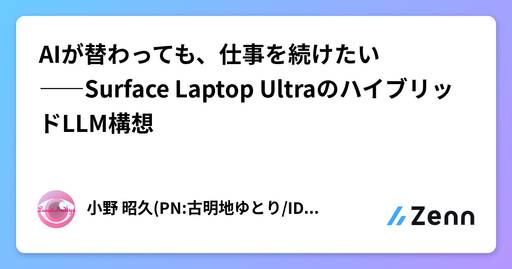 AIが替わっても、仕事を続けたい
――Surface Laptop Ultraのハイブリッ
ドLLM構想
小野 昭久(PN:古明地ゆとり/ID...
Zenn